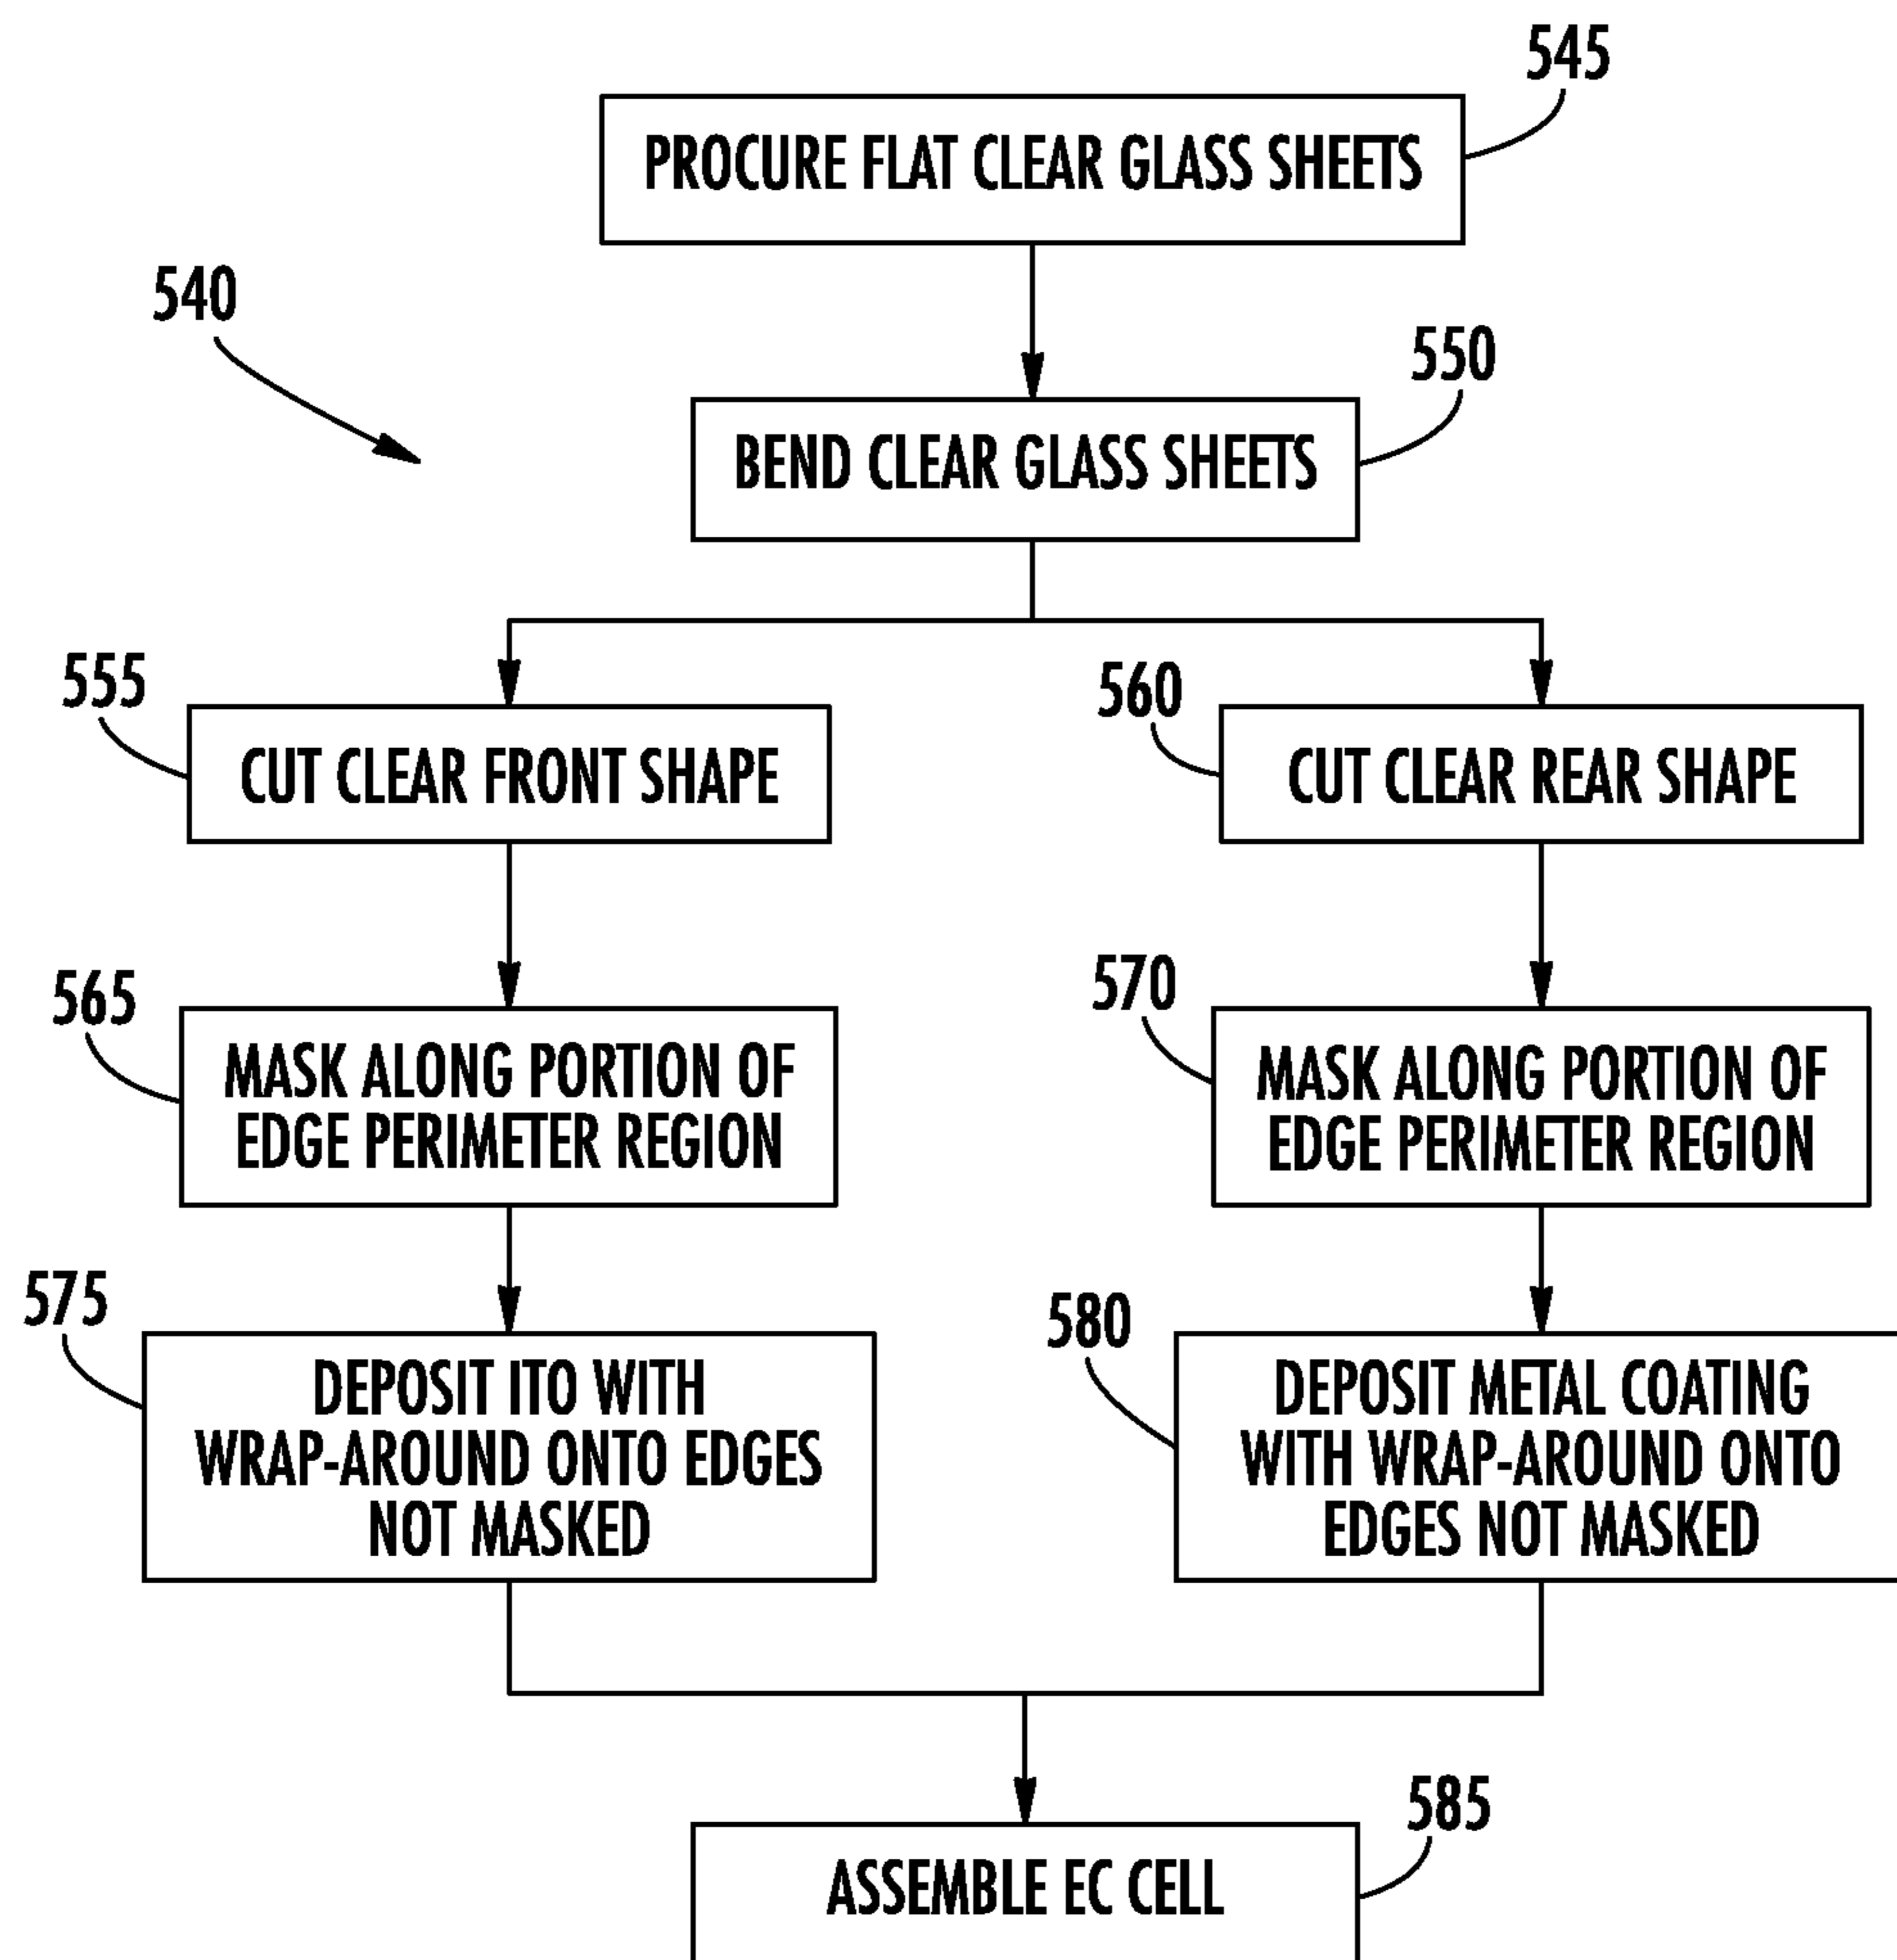 545
PROCURE FLAT CLEAR GLASS SHEETS
540
550
BEND CLEAR GLASS SHEETS
555
CUT CLEAR FRONT SHAPE
560
CUT CLEAR REAR SHAPE
565
MASK ALONG PORTION OF
EDGE PERIMETER REGION
570
MASK ALONG PORTION OF
EDGE PERIMETER REGION
575
DEPOSIT ITO WITH
WRAP-AROUND ONTO EDGES
NOT MASKED
580
DEPOSIT METAL COATING
WITH WRAP-AROUND ONTO
EDGES NOT MASKED
585
ASSEMBLE EC CELL